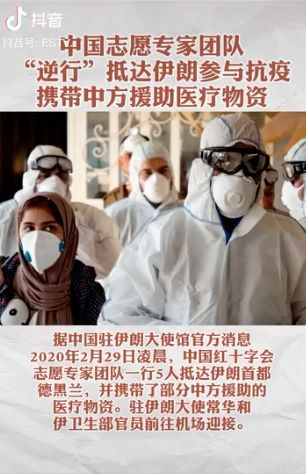 抖音
抖音号: EST
中国志愿专家团队
“逆行”抵达伊朗参与抗疫
携带中方援助医疗物资
据中国驻伊朗大使馆官方消息
2020年2月29日凌晨，中国红十字会
志愿专家团队一行5人抵达伊朗首都
德黑兰，并携带了部分中方援助的
医疗物资。驻伊朗大使常华和
伊卫生部官员前往机场迎接。